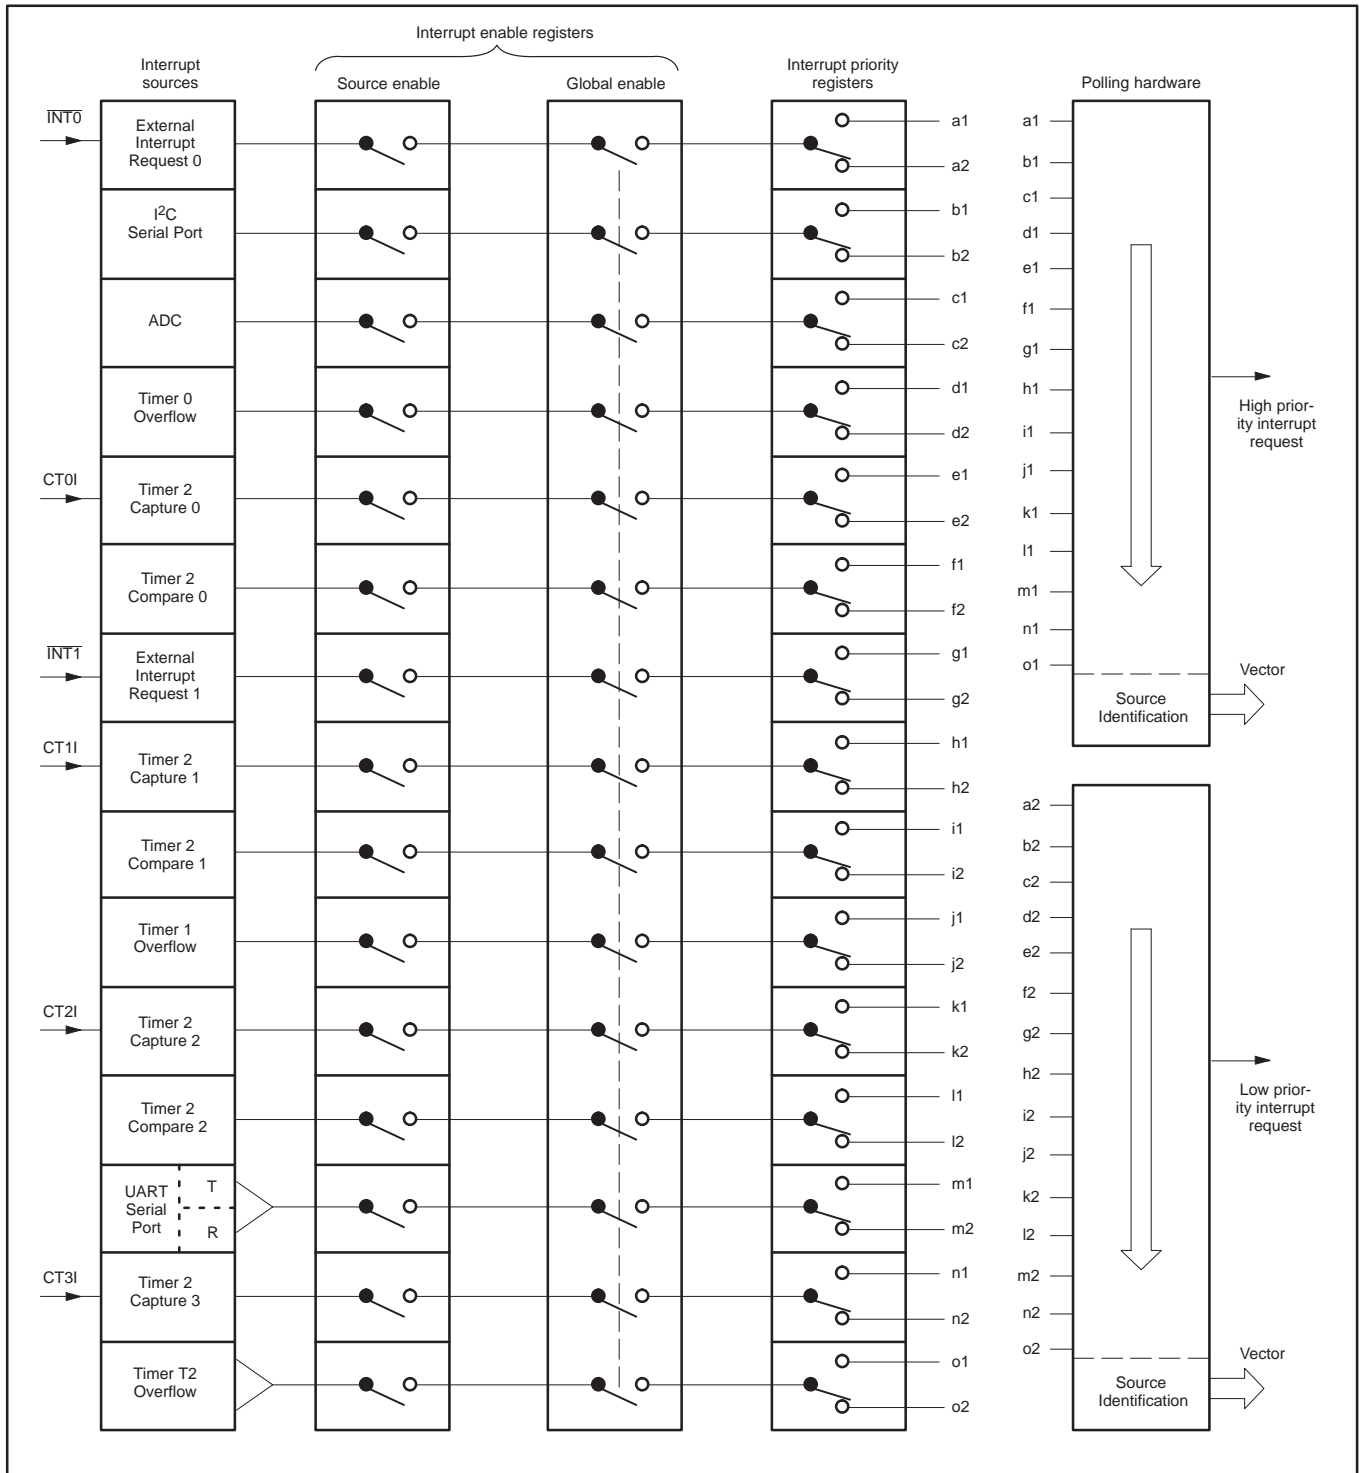 Interrupt enable registers
Interrupt
sources
Source enable
Global enable
Interrupt priority
registers
Polling hardware
INT0
External
Interrupt
Request 0
a1
a2
I2C
Serial Port
b1
b2
ADC
c1
c2
Timer 0
Overflow
d1
d2
CT0I
Timer 2
Capture 0
e1
e2
Timer 2
Compare 0
f1
f2
INT1
External
Interrupt
Request 1
g1
g2
CT1I
Timer 2
Capture 1
h1
h2
Timer 2
Compare 1
i1
i2
Timer 1
Overflow
j1
j2
CT2I
Timer 2
Capture 2
k1
k2
Timer 2
Compare 2
l1
l2
UART
Serial
Port
T
R
m1
m2
CT3I
Timer 2
Capture 3
n1
n2
Timer T2
Overflow
o1
o2
a1
b1
c1
d1
e1
f1
g1
h1
i1
j1
k1
l1
m1
n1
o1
High prior-
ity interrupt
request
Source
Identification
Vector
a2
b2
c2
d2
e2
f2
g2
h2
i2
j2
k2
l2
m2
n2
o2
Low prior-
ity interrupt
request
Source
Identification
Vector